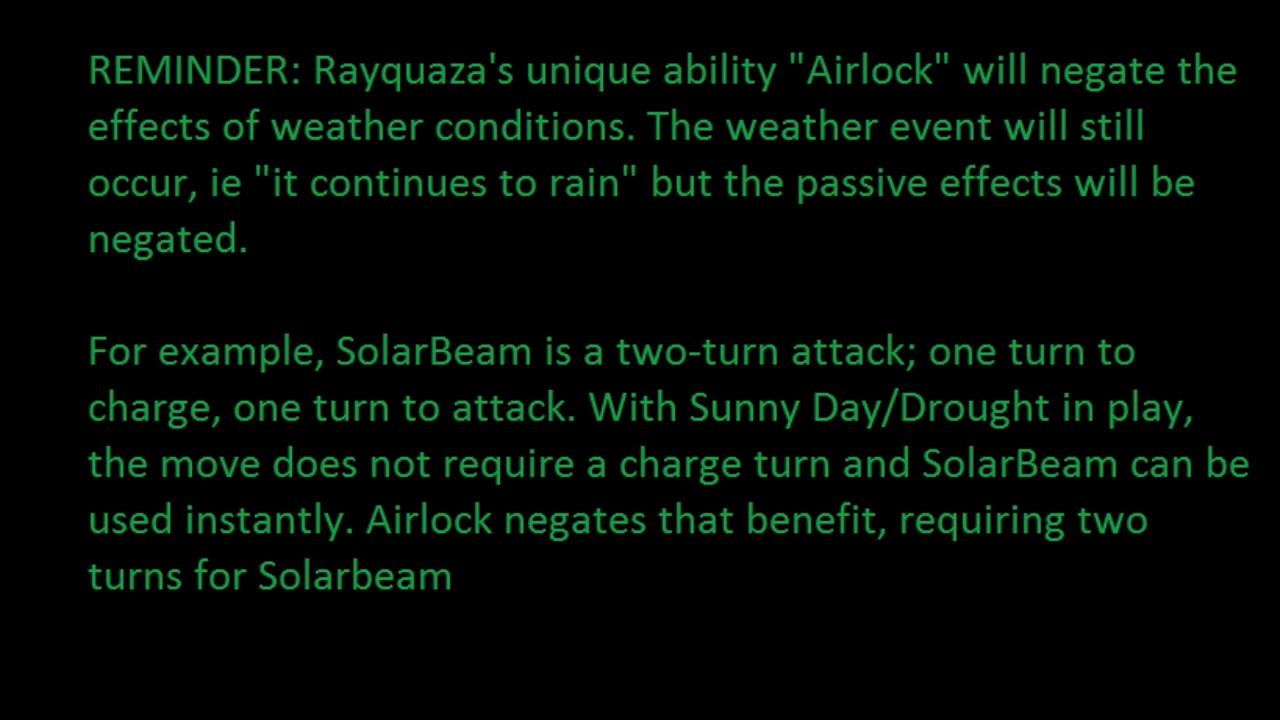 REMINDER: Rayquaza's unique ability "Airlock" will negate the
effects of weather conditions. The weather event will still
occur, ie "it continues to rain" but the passive effects will be
negated.
For example, SolarBeam is a two-turn attack; one turn to
charge, one turn to attack. With Sunny Day/Drought in play,
the move does not require a charge turn and SolarBeam can be
used instantly. Airlock negates that benefit, requiring two
turns for Solarbeam